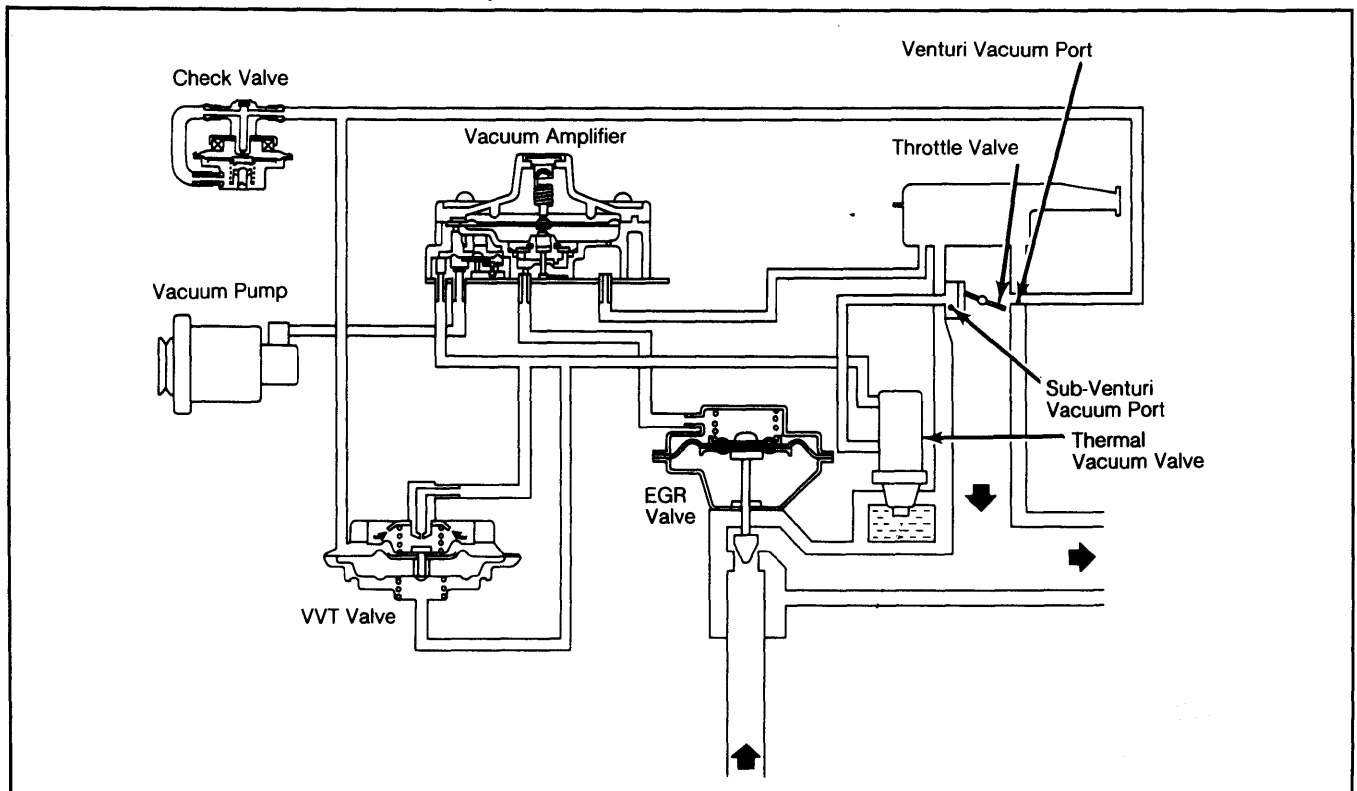 Venturi Vacuum Port
Check Valve
Vacuum Amplifier
Throttle Valve
Vacuum Pump
Sub-Venturi
Vacuum Port
Thermal
Vacuum Valve
EGR
Valve
VVT Valve